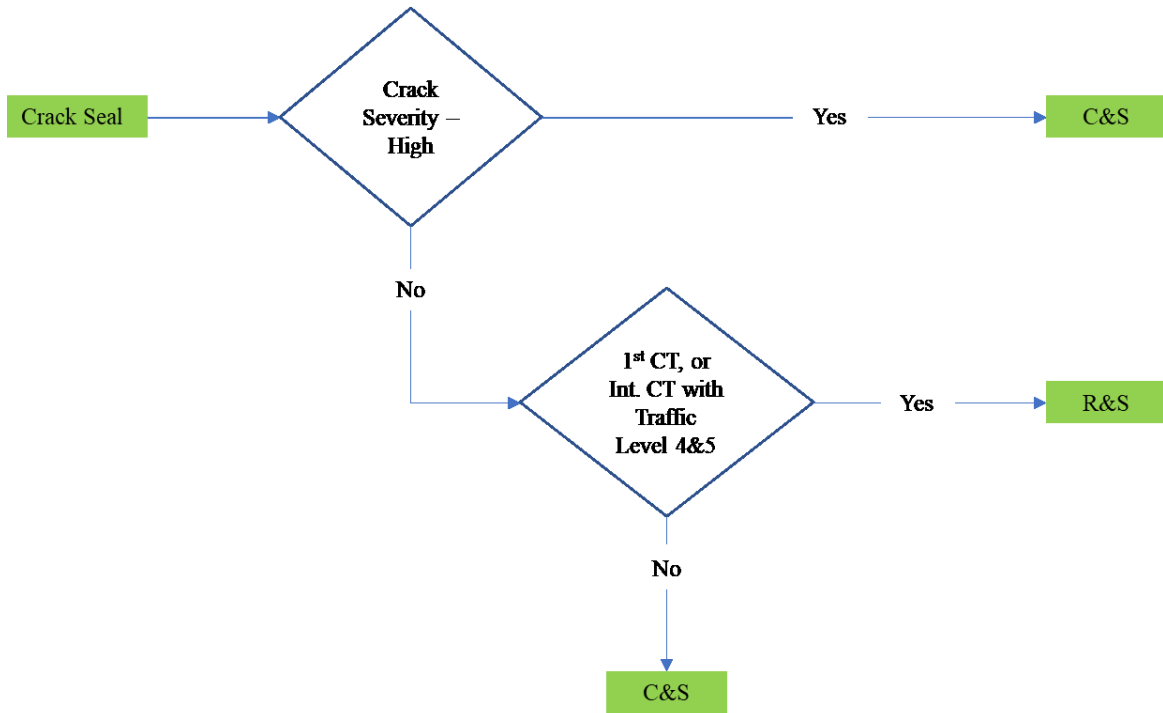 Crack Seal
Crack
Severity –
High
Yes
C&S
No
1st CT, or
Int. CT with
Traffic
Level 4&5
Yes
R&S
No
C&S